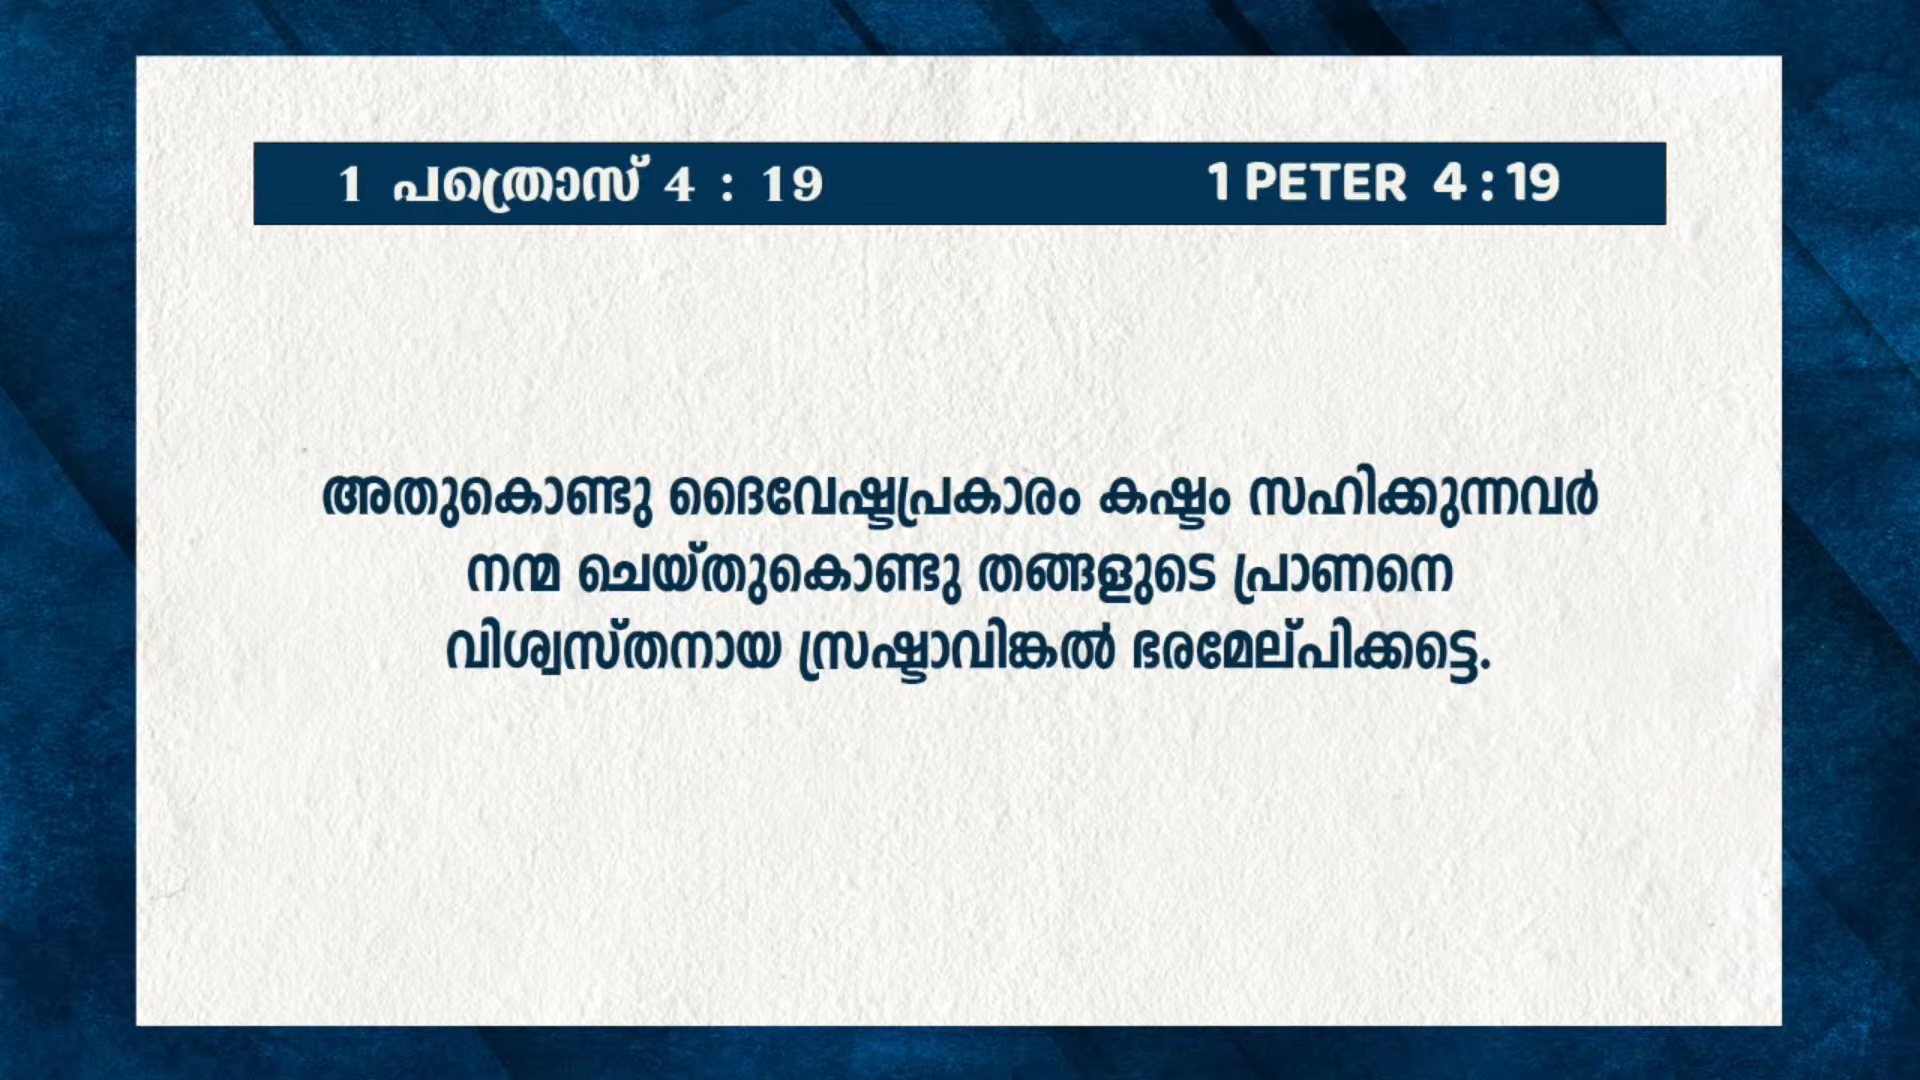 1 പത്രൊസ് 4 : 19
1 PETER 4 : 19
അതുകൊണ്ടു ദൈവേഷ്ടപ്രകാരം കഷ്ടം സഹിക്കുന്നവർ
നന്മ ചെയ്തുകൊണ്ടു തങ്ങളുടെ പ്രാണനെ
വിശ്വസ്തനായ സ്രഷ്ടാവിങ്കൽ ഭരമേല്പിക്കട്ടെ.